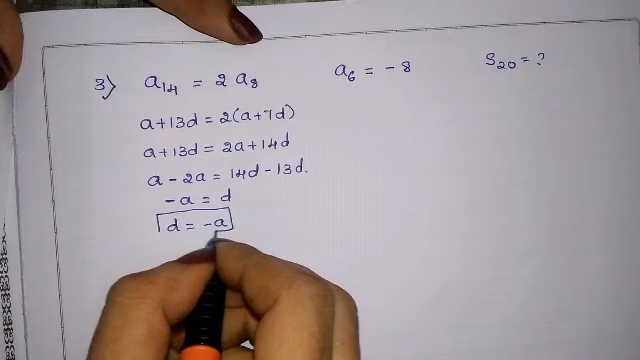 3) a₁₄ = 2 a₈ a₆ = - 8 S₂₀ = ?
a+13d = 2(a+7d)
a+13d = 2a+14d
a - 2a = 14d - 13d.
-a = d
d = -a